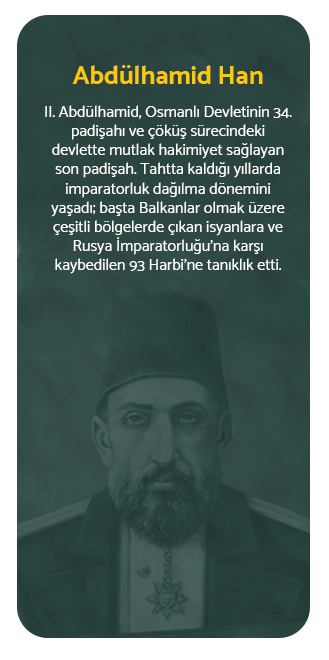 Abdülhamid Han
II. Abdülhamid, Osmanlı Devletinin 34.
padişahı ve çöküş sürecindeki
devlette mutlak hakimiyet sağlayan
son padişah. Tahtta kaldığı yıllarda
imparatorluk dağılma dönemini
yaşadı; başta Balkanlar olmak üzere
çeşitli bölgelerde çıkan isyanlara ve
Rusya İmparatorluğu'na karşı
kaybedilen 93 Harbi'ne tanıklık etti.